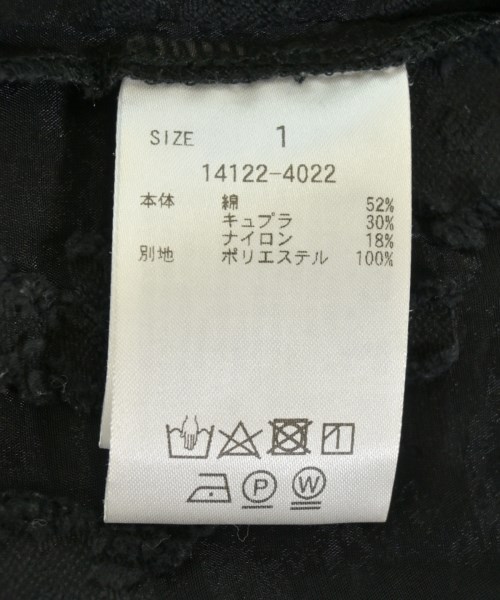 SIZE 1
14122-4022
本体 綿 52%
キュプラ 30%
ナイロン 18%
別地 ポリエステル 100%
P W